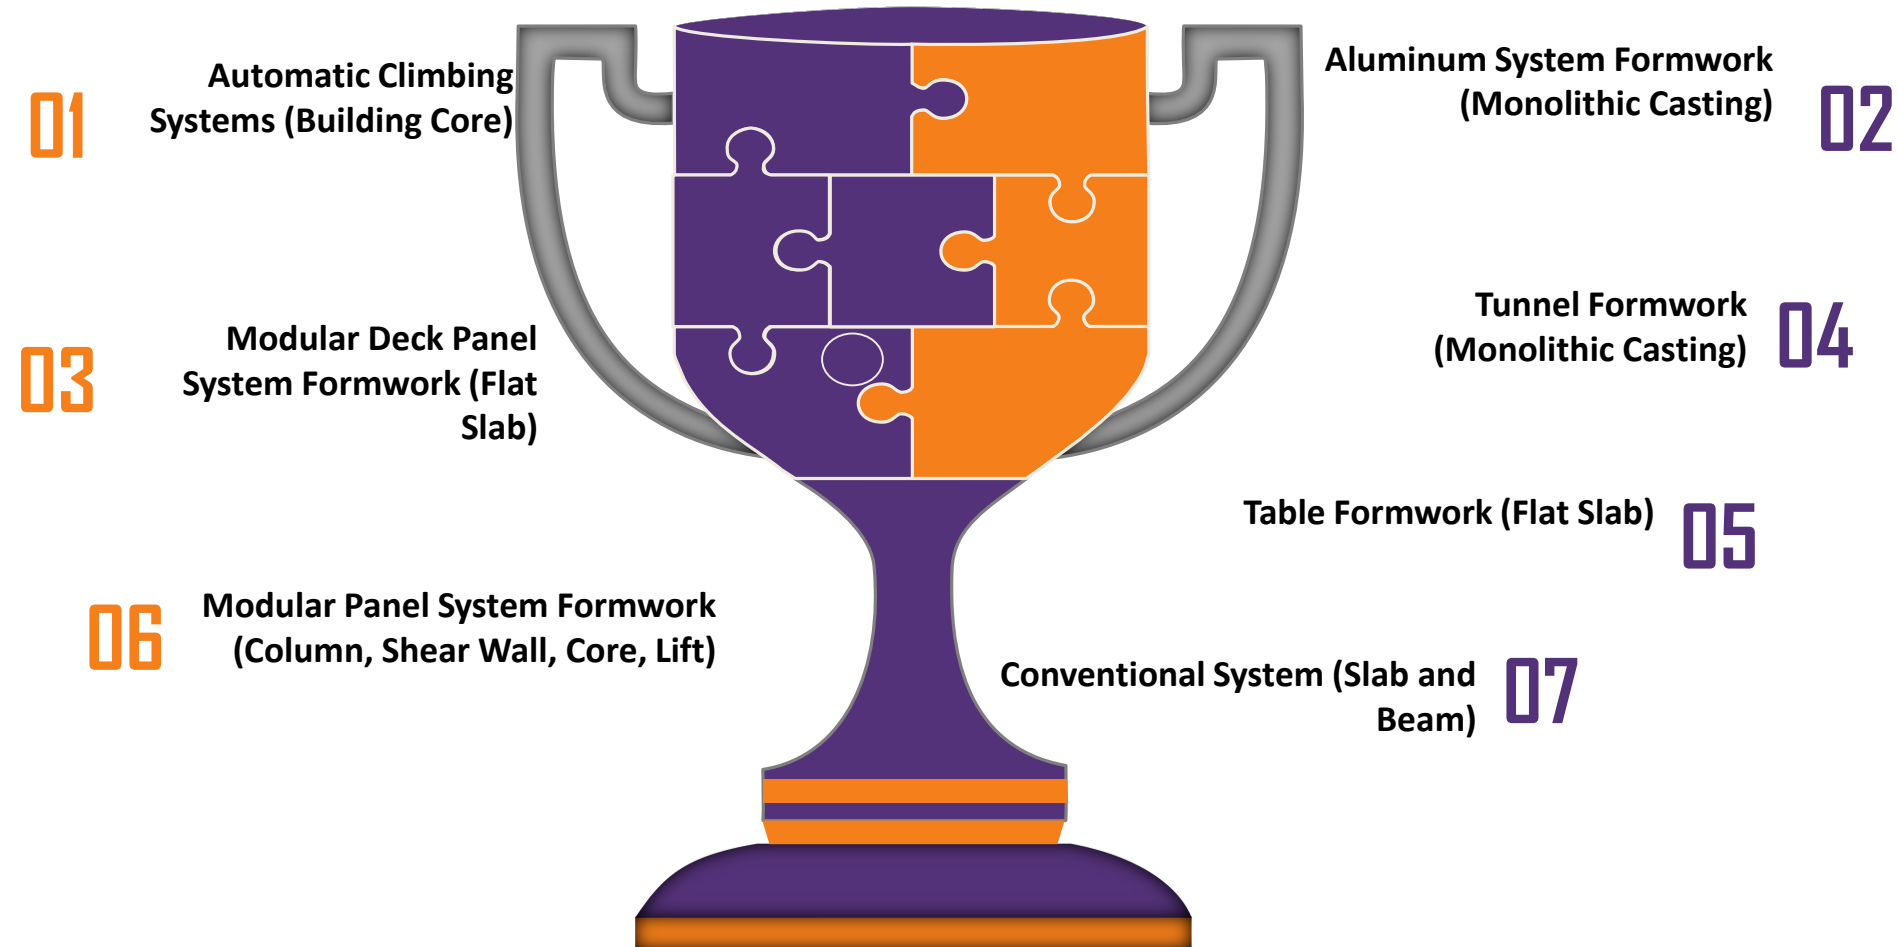 01
Automatic Climbing
Systems (Building Core)
Aluminum System Formwork
(Monolithic Casting)
02
03
Modular Deck Panel
System Formwork (Flat
Slab)
Tunnel Formwork
(Monolithic Casting)
04
Table Formwork (Flat Slab)
05
06
Modular Panel System Formwork
(Column, Shear Wall, Core, Lift)
Conventional System (Slab and
Beam)
07